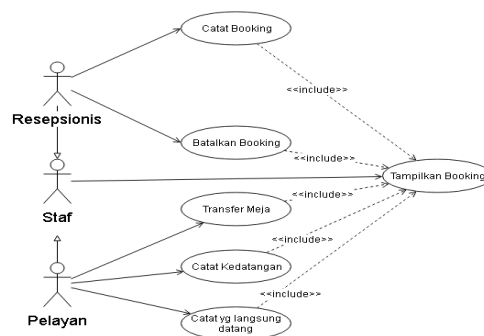 Catat Booking
<<include>>
Resepsionis
Batalkan Booking
<<include>>
Tampilkan Booking
Staf
<<include>>
Transfer Meja
<<include>>
Catat Kedatangan
<<include>>
Pelayan
Catat yg langsung
datang